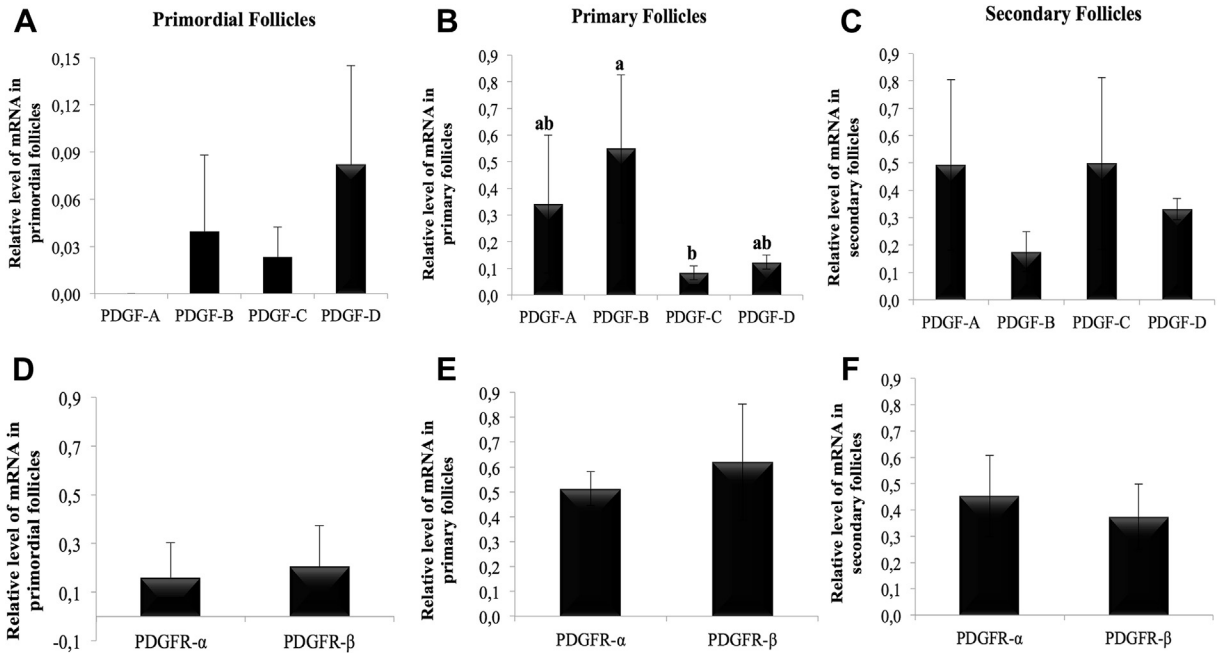 A
Primordial Follicles
Relative level of mRNA in
primordial follicles
0,15
0,12
0,09
0,06
0,03
0,00
PDGF-A PDGF-B PDGF-C PDGF-D
B
Primary Follicles
Relative level of mRNA in
primary follicles
0,9
0,8
0,7
0,6
0,5
0,4
0,3
0,2
0,1
0,0
ab
a
b
ab
PDGF-A PDGF-B PDGF-C PDGF-D
C
Secondary Follicles
Relative level of mRNA in
secondary follicles
0,9
0,8
0,7
0,6
0,5
0,4
0,3
0,2
0,1
0,0
PDGF-A PDGF-B PDGF-C PDGF-D
D
Relative level of mRNA in
primordial follicles
0,9
0,7
0,5
0,3
0,1
-0,1
PDGFR-α PDGFR-β
E
Relative level of mRNA in
primary follicles
0,9
0,8
0,7
0,6
0,5
0,4
0,3
0,2
0,1
0,0
PDGFR-α PDGFR-β
F
Relative level of mRNA in
secondary follicles
0,9
0,8
0,7
0,6
0,5
0,4
0,3
0,2
0,1
0,0
PDGFR-α PDGFR-β